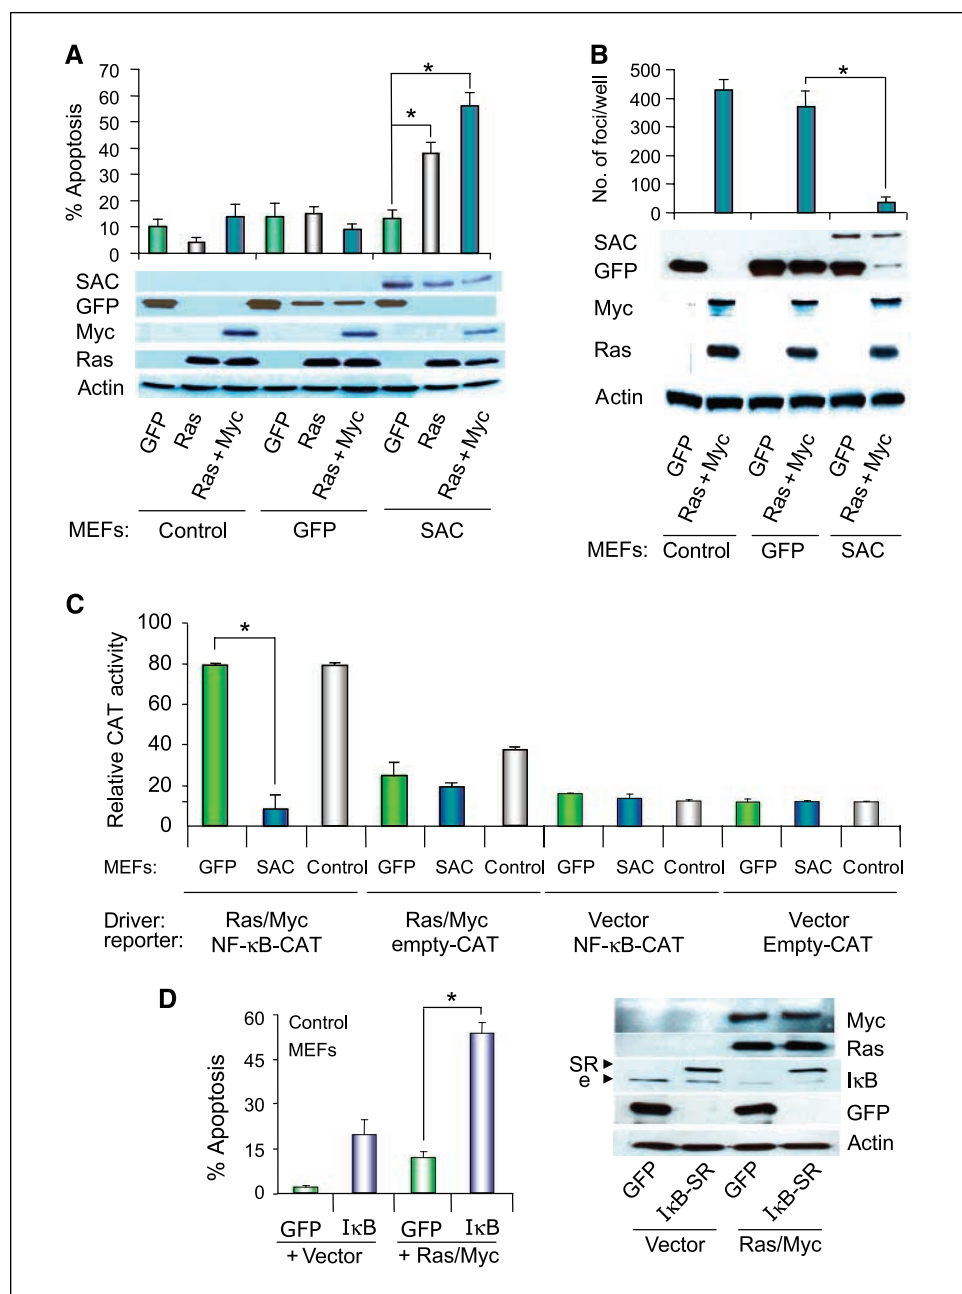 A
% Apoptosis
70
60
50
40
30
20
10
0
*
*
SAC
GFP
Myc
Ras
Actin
GFP Ras Ras + Myc GFP Ras Ras + Myc GFP Ras Ras + Myc
MEFs: Control GFP SAC
B
No. of foci/well
500
400
300
200
100
0
*
SAC
GFP
Myc
Ras
Actin
GFP Ras + Myc GFP Ras + Myc GFP Ras + Myc
MEFs: Control GFP SAC
C
Relative CAT activity
100
80
60
40
20
0
*
MEFs: GFP SAC Control GFP SAC Control GFP SAC Control GFP SAC Control
Driver: Ras/Myc Ras/Myc Vector Vector
reporter: NF-κB-CAT empty-CAT NF-κB-CAT Empty-CAT
D
% Apoptosis
60
45
30
15
0
Control
MEFs
*
GFP IκB GFP IκB
+ Vector + Ras/Myc
Myc
Ras
SR
e
IκB
GFP
Actin
GFP IκB-SR GFP IκB-SR
Vector Ras/Myc